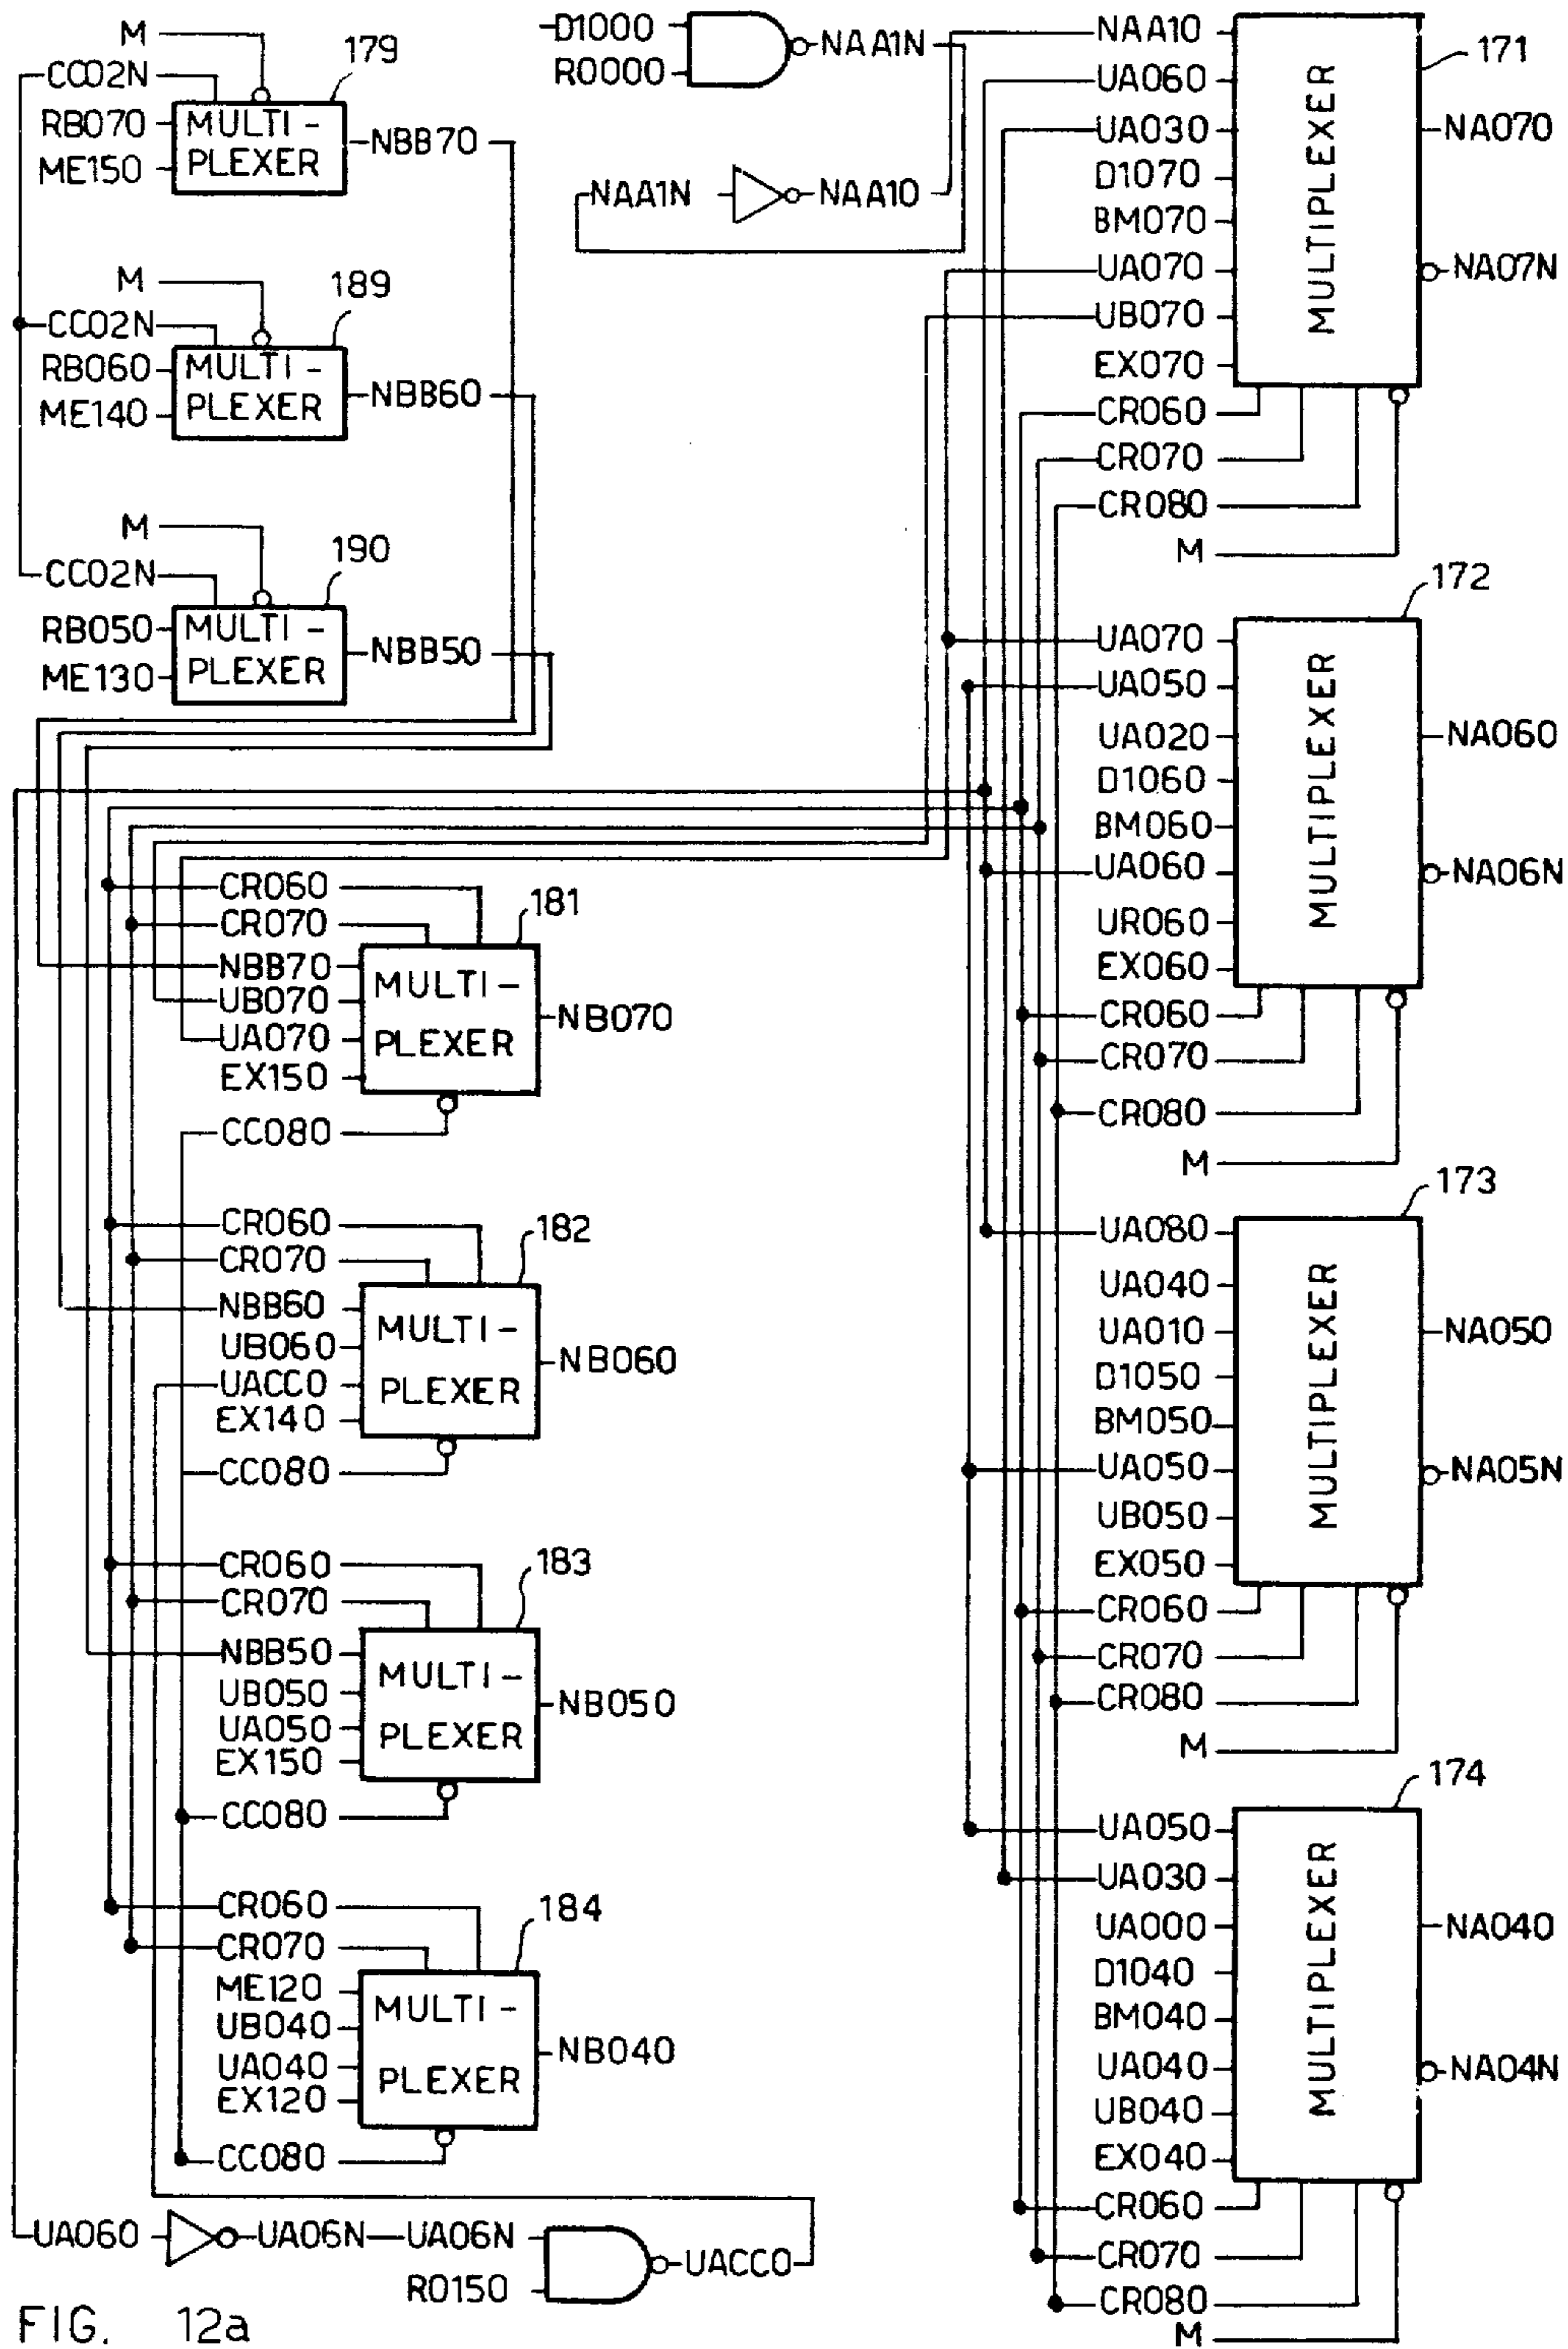 M
179
CC02N
RB070
ME150
MULTI-
PLEXER
NBB70
M
189
CC02N
RB060
ME140
MULTI-
PLEXER
NBB60
M
190
CC02N
RB050
ME130
MULTI-
PLEXER
NBB50
D1000
R0000
NAA1N
NAA1N
NAA10
NAA10
UA060
UA030
D1070
BM070
UA070
UB070
EX070
CR060
CR070
CR080
M
MULTIPLEXER
171
NA070
NA07N
UA070
UA050
UA020
D1060
BM060
UA060
UR060
EX060
CR060
CR070
CR080
M
MULTIPLEXER
172
NA060
NA06N
UA080
UA040
UA010
D1050
BM050
UA050
UB050
EX050
CR060
CR070
CR080
M
MULTIPLEXER
173
NA050
NA05N
UA050
UA030
UA000
D1040
BM040
UA040
UB040
EX040
CR060
CR070
CR080
M
MULTIPLEXER
174
NA040
NA04N
CR060
CR070
181
NBB70
UB070
UA070
EX150
MULTI-
PLEXER
NB070
CC080
CR060
CR070
182
NBB60
UB060
UACC0
EX140
MULTI-
PLEXER
NB060
CC080
CR060
CR070
183
NBB50
UB050
UA050
EX150
MULTI-
PLEXER
NB050
CC080
CR060
CR070
184
ME120
UB040
UA040
EX120
MULTI-
PLEXER
NB040
CC080
UA060
UA06N
UA06N
R0150
UACC0
FIG. 12a